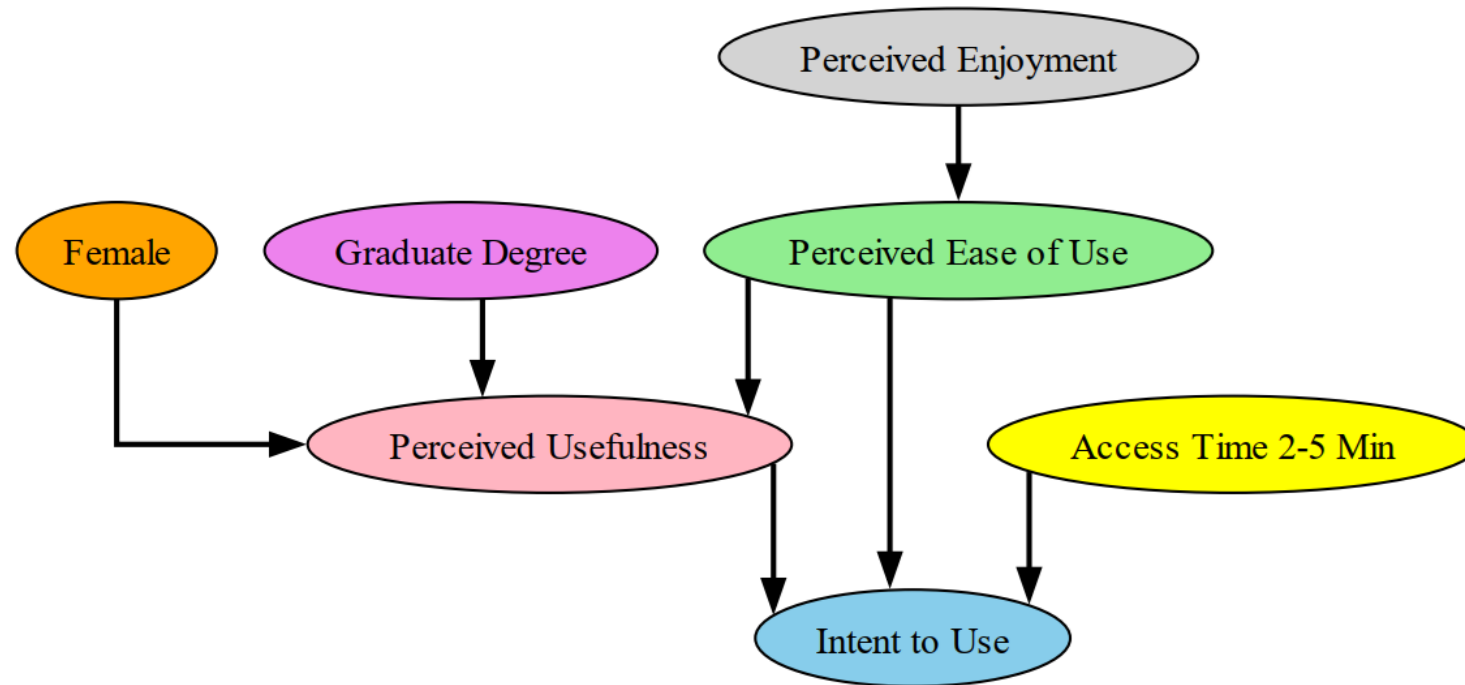 Perceived Enjoyment
Female
Graduate Degree
Perceived Ease of Use
Perceived Usefulness
Access Time 2-5 Min
Intent to Use